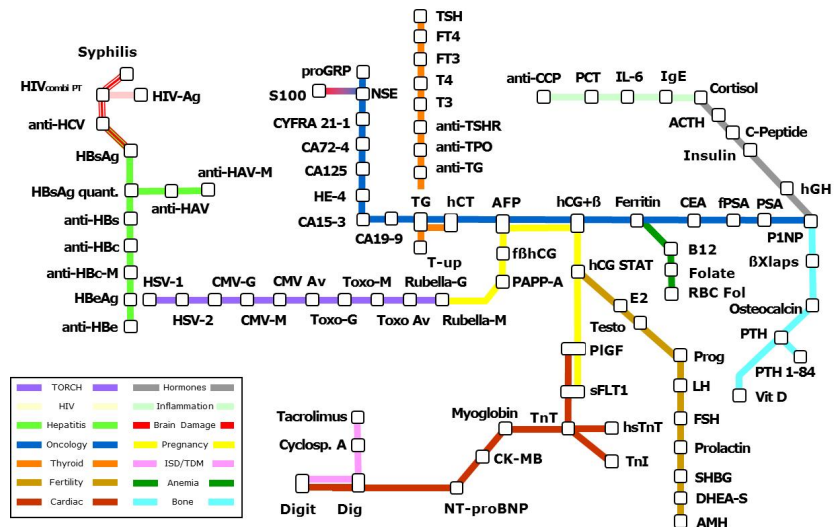 TSH
FT4
FT3
T4
T3
anti-TSHR
anti-TPO
anti-TG
Syphilis
HIVcombi PT
HIV-Ag
anti-HCV
HBsAg
anti-HAV-M
HBsAg quant.
anti-HAV
anti-HBs
anti-HBc
anti-HBc-M
HBeAg
anti-HBe
proGRP
S100
NSE
CYFRA 21-1
CA72-4
CA125
HE-4
CA15-3
CA19-9
TG
hCT
T-up
AFP
hCG+ß
Ferritin
CEA
fPSA
PSA
P1NP
anti-CCP
PCT
IL-6
IgE
Cortisol
ACTH
C-Peptide
Insulin
hGH
B12
Folate
RBC Fol
ßXlaps
Osteocalcin
PTH
PTH 1-84
Vit D
fßhCG
PAPP-A
hCG STAT
E2
Testo
Prog
LH
FSH
Prolactin
SHBG
DHEA-S
AMH
HSV-1
CMV-G
CMV Av
Toxo-M
Rubella-G
HSV-2
CMV-M
Toxo-G
Toxo Av
Rubella-M
PlGF
sFLT1
Myoglobin
TnT
hsTnT
TnI
CK-MB
NT-proBNP
Tacrolimus
Cyclosp. A
Digit
Dig
TORCH
Hormones
HIV
Inflammation
Hepatitis
Brain Damage
Oncology
Pregnancy
Thyroid
ISD/TDM
Fertility
Anemia
Cardiac
Bone